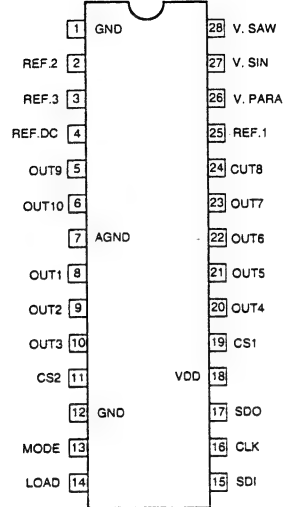 1 GND 28 V. SAW
REF.2 2 27 V. SIN
REF.3 3 26 V. PARA
REF.DC 4 25 REF.1
OUT9 5 24 CUT8
OUT10 6 23 OUT7
7 AGND 22 OUT6
OUT1 8 21 OUT5
OUT2 9 20 OUT4
OUT3 10 19 CS1
CS2 11 VDD 18
12 GND 17 SDO
MODE 13 16 CLK
LOAD 14 15 SDI